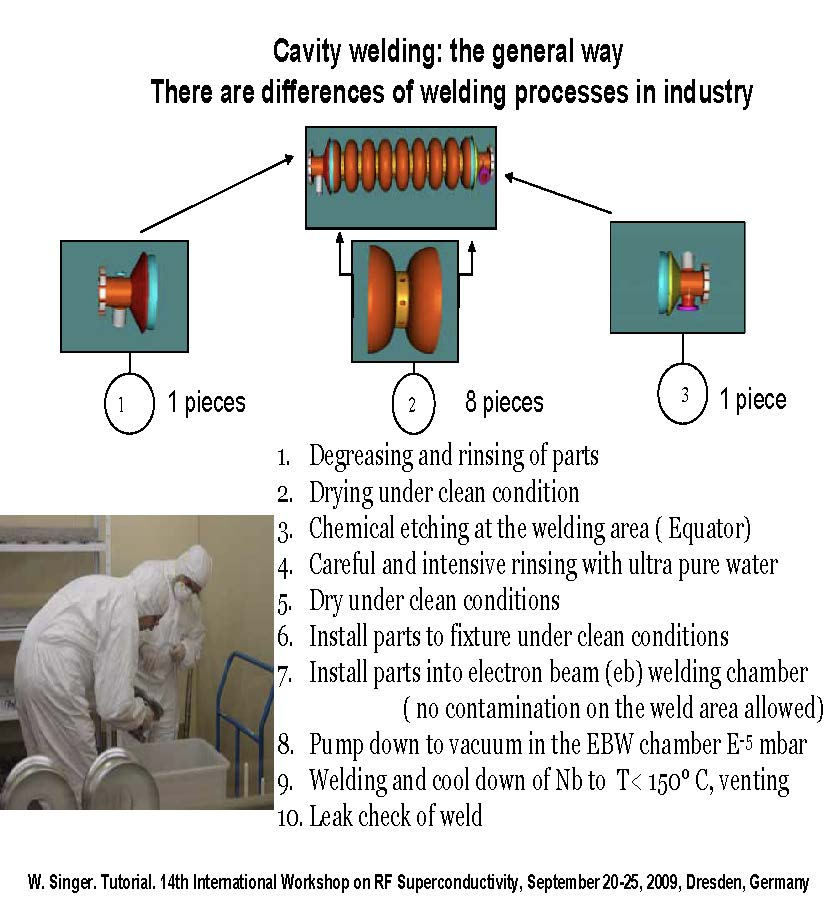 Cavity welding: the general way
There are differences of welding processes in industry
1 1 pieces
2 8 pieces
3 1 piece
1. Degreasing and rinsing of parts
2. Drying under clean condition
3. Chemical etching at the welding area ( Equator)
4. Careful and intensive rinsing with ultra pure water
5. Dry under clean conditions
6. Install parts to fixture under clean conditions
7. Install parts into electron beam (eb) welding chamber
( no contamination on the weld area allowed)
8. Pump down to vacuum in the EBW chamber E⁻⁵ mbar
9. Welding and cool down of Nb to T< 150° C, venting
10. Leak check of weld
W. Singer. Tutorial. 14th International Workshop on RF Superconductivity, September 20-25, 2009, Dresden, Germany